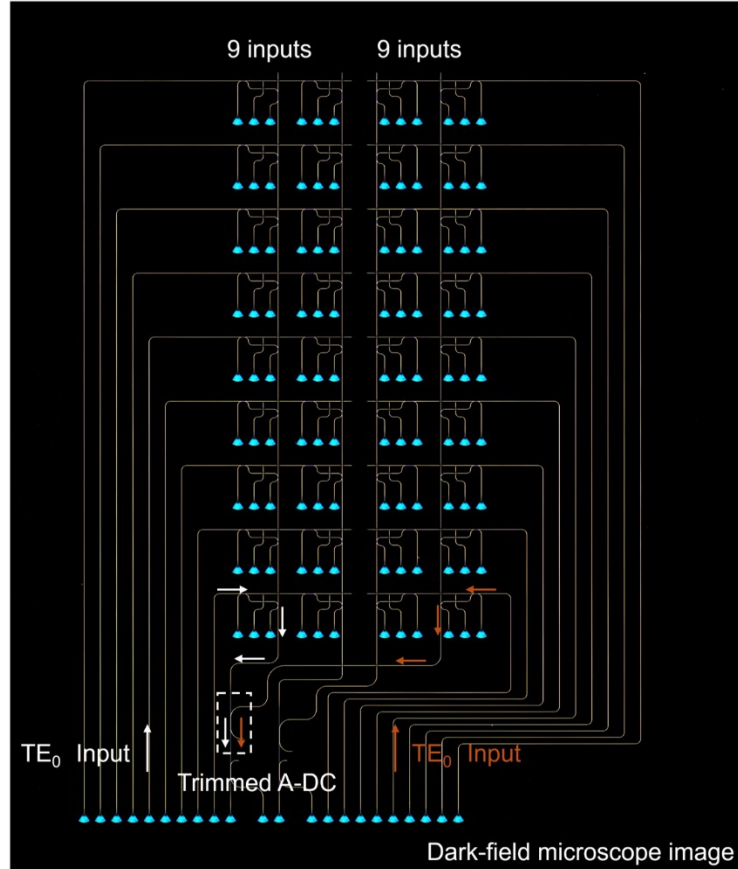 9 inputs
9 inputs
TE₀ Input
TE₀ Input
Trimmed A-DC
Dark-field microscope image